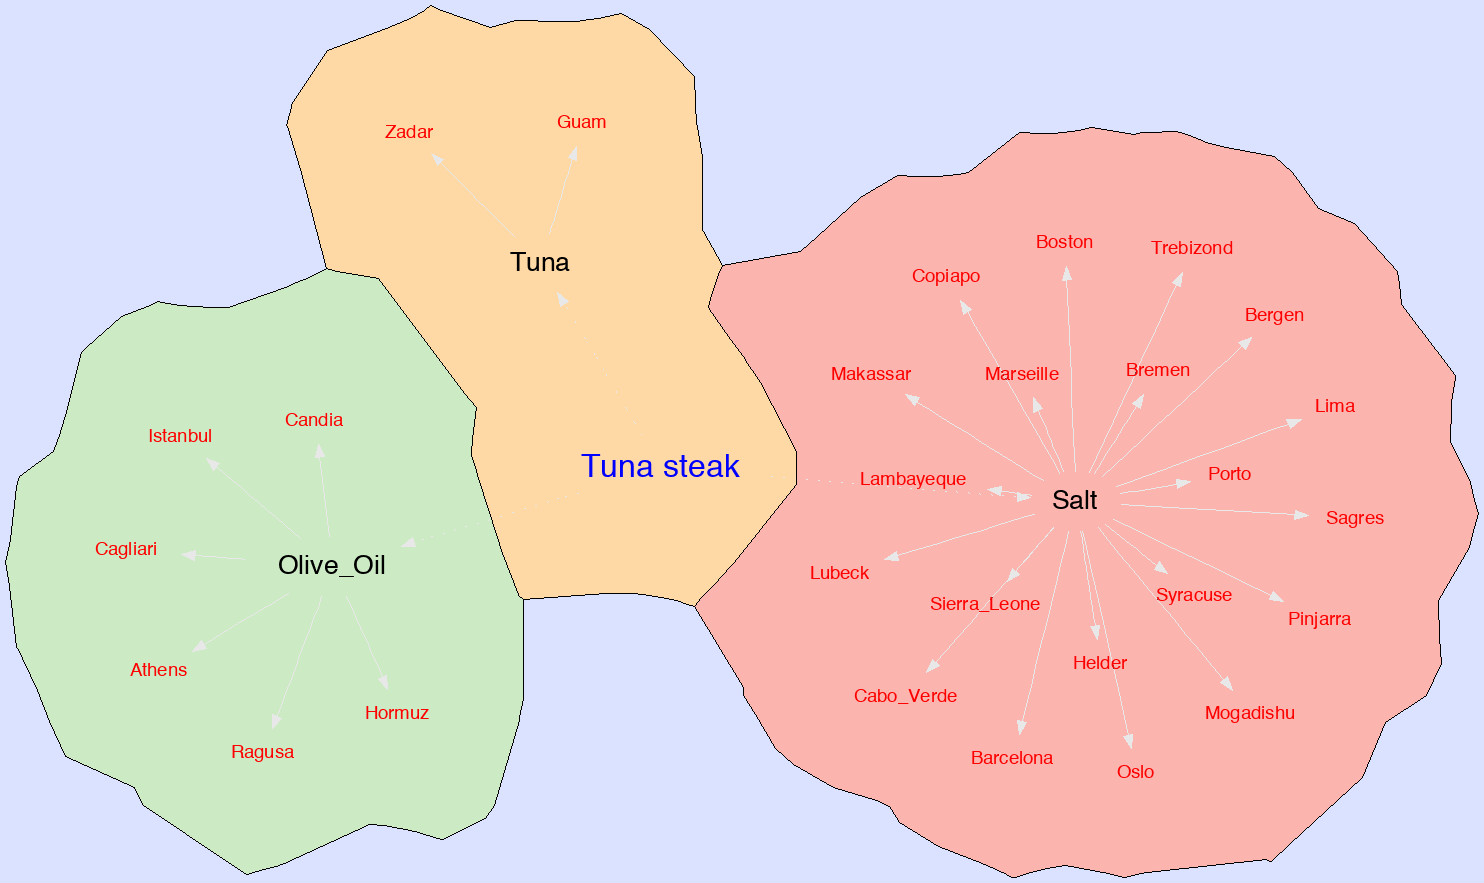 Zadar
Guam
Tuna
Boston
Trebizond
Copiapo
Bergen
Makassar
Marseille
Bremen
Lima
Candia
Istanbul
Tuna steak
Lambayeque
Porto
Salt
Sagres
Cagliari
Olive_Oil
Lubeck
Sierra_Leone
Syracuse
Pinjarra
Athens
Helder
Cabo_Verde
Hormuz
Mogadishu
Ragusa
Barcelona
Oslo